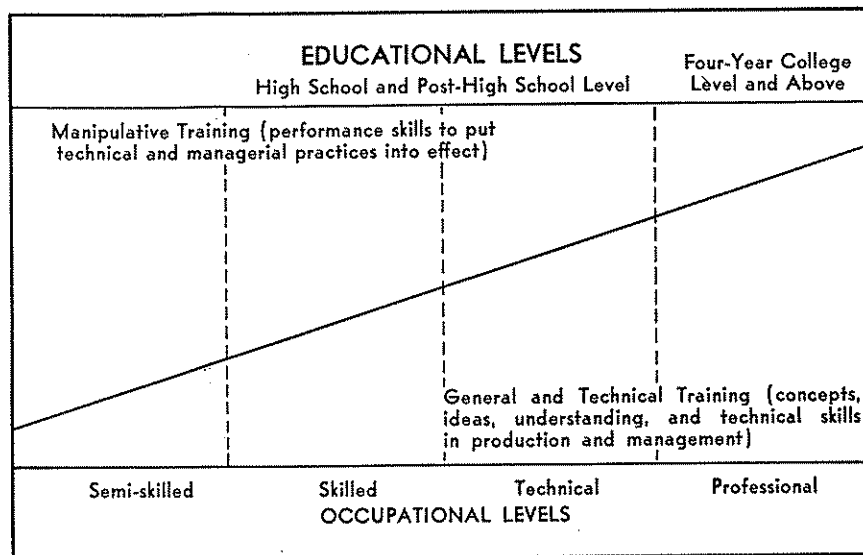 EDUCATIONAL LEVELS
High School and Post-High School Level
Four-Year College
Level and Above
Manipulative Training (performance skills to put
technical and managerial practices into effect)
General and Technical Training (concepts,
ideas, understanding, and technical skills
in production and management)
Semi-skilled
Skilled
Technical
Professional
OCCUPATIONAL LEVELS